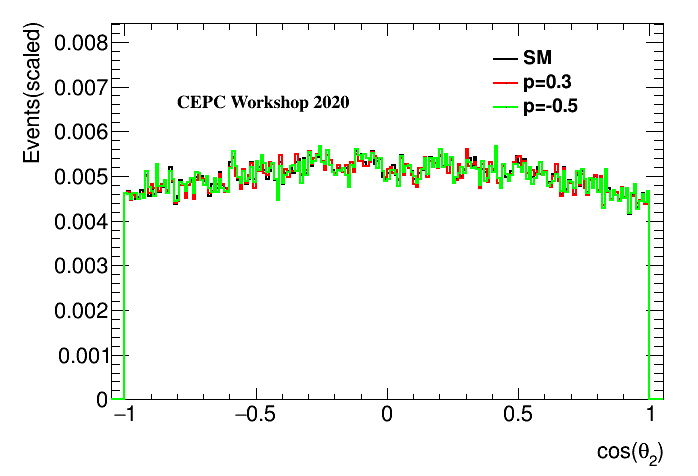 Events(scaled)
0.008
0.007
0.006
0.005
0.004
0.003
0.002
0.001
0
CEPC Workshop 2020
SM
p=0.3
p=-0.5
−1 −0.5 0 0.5 1
cos(θ₂)